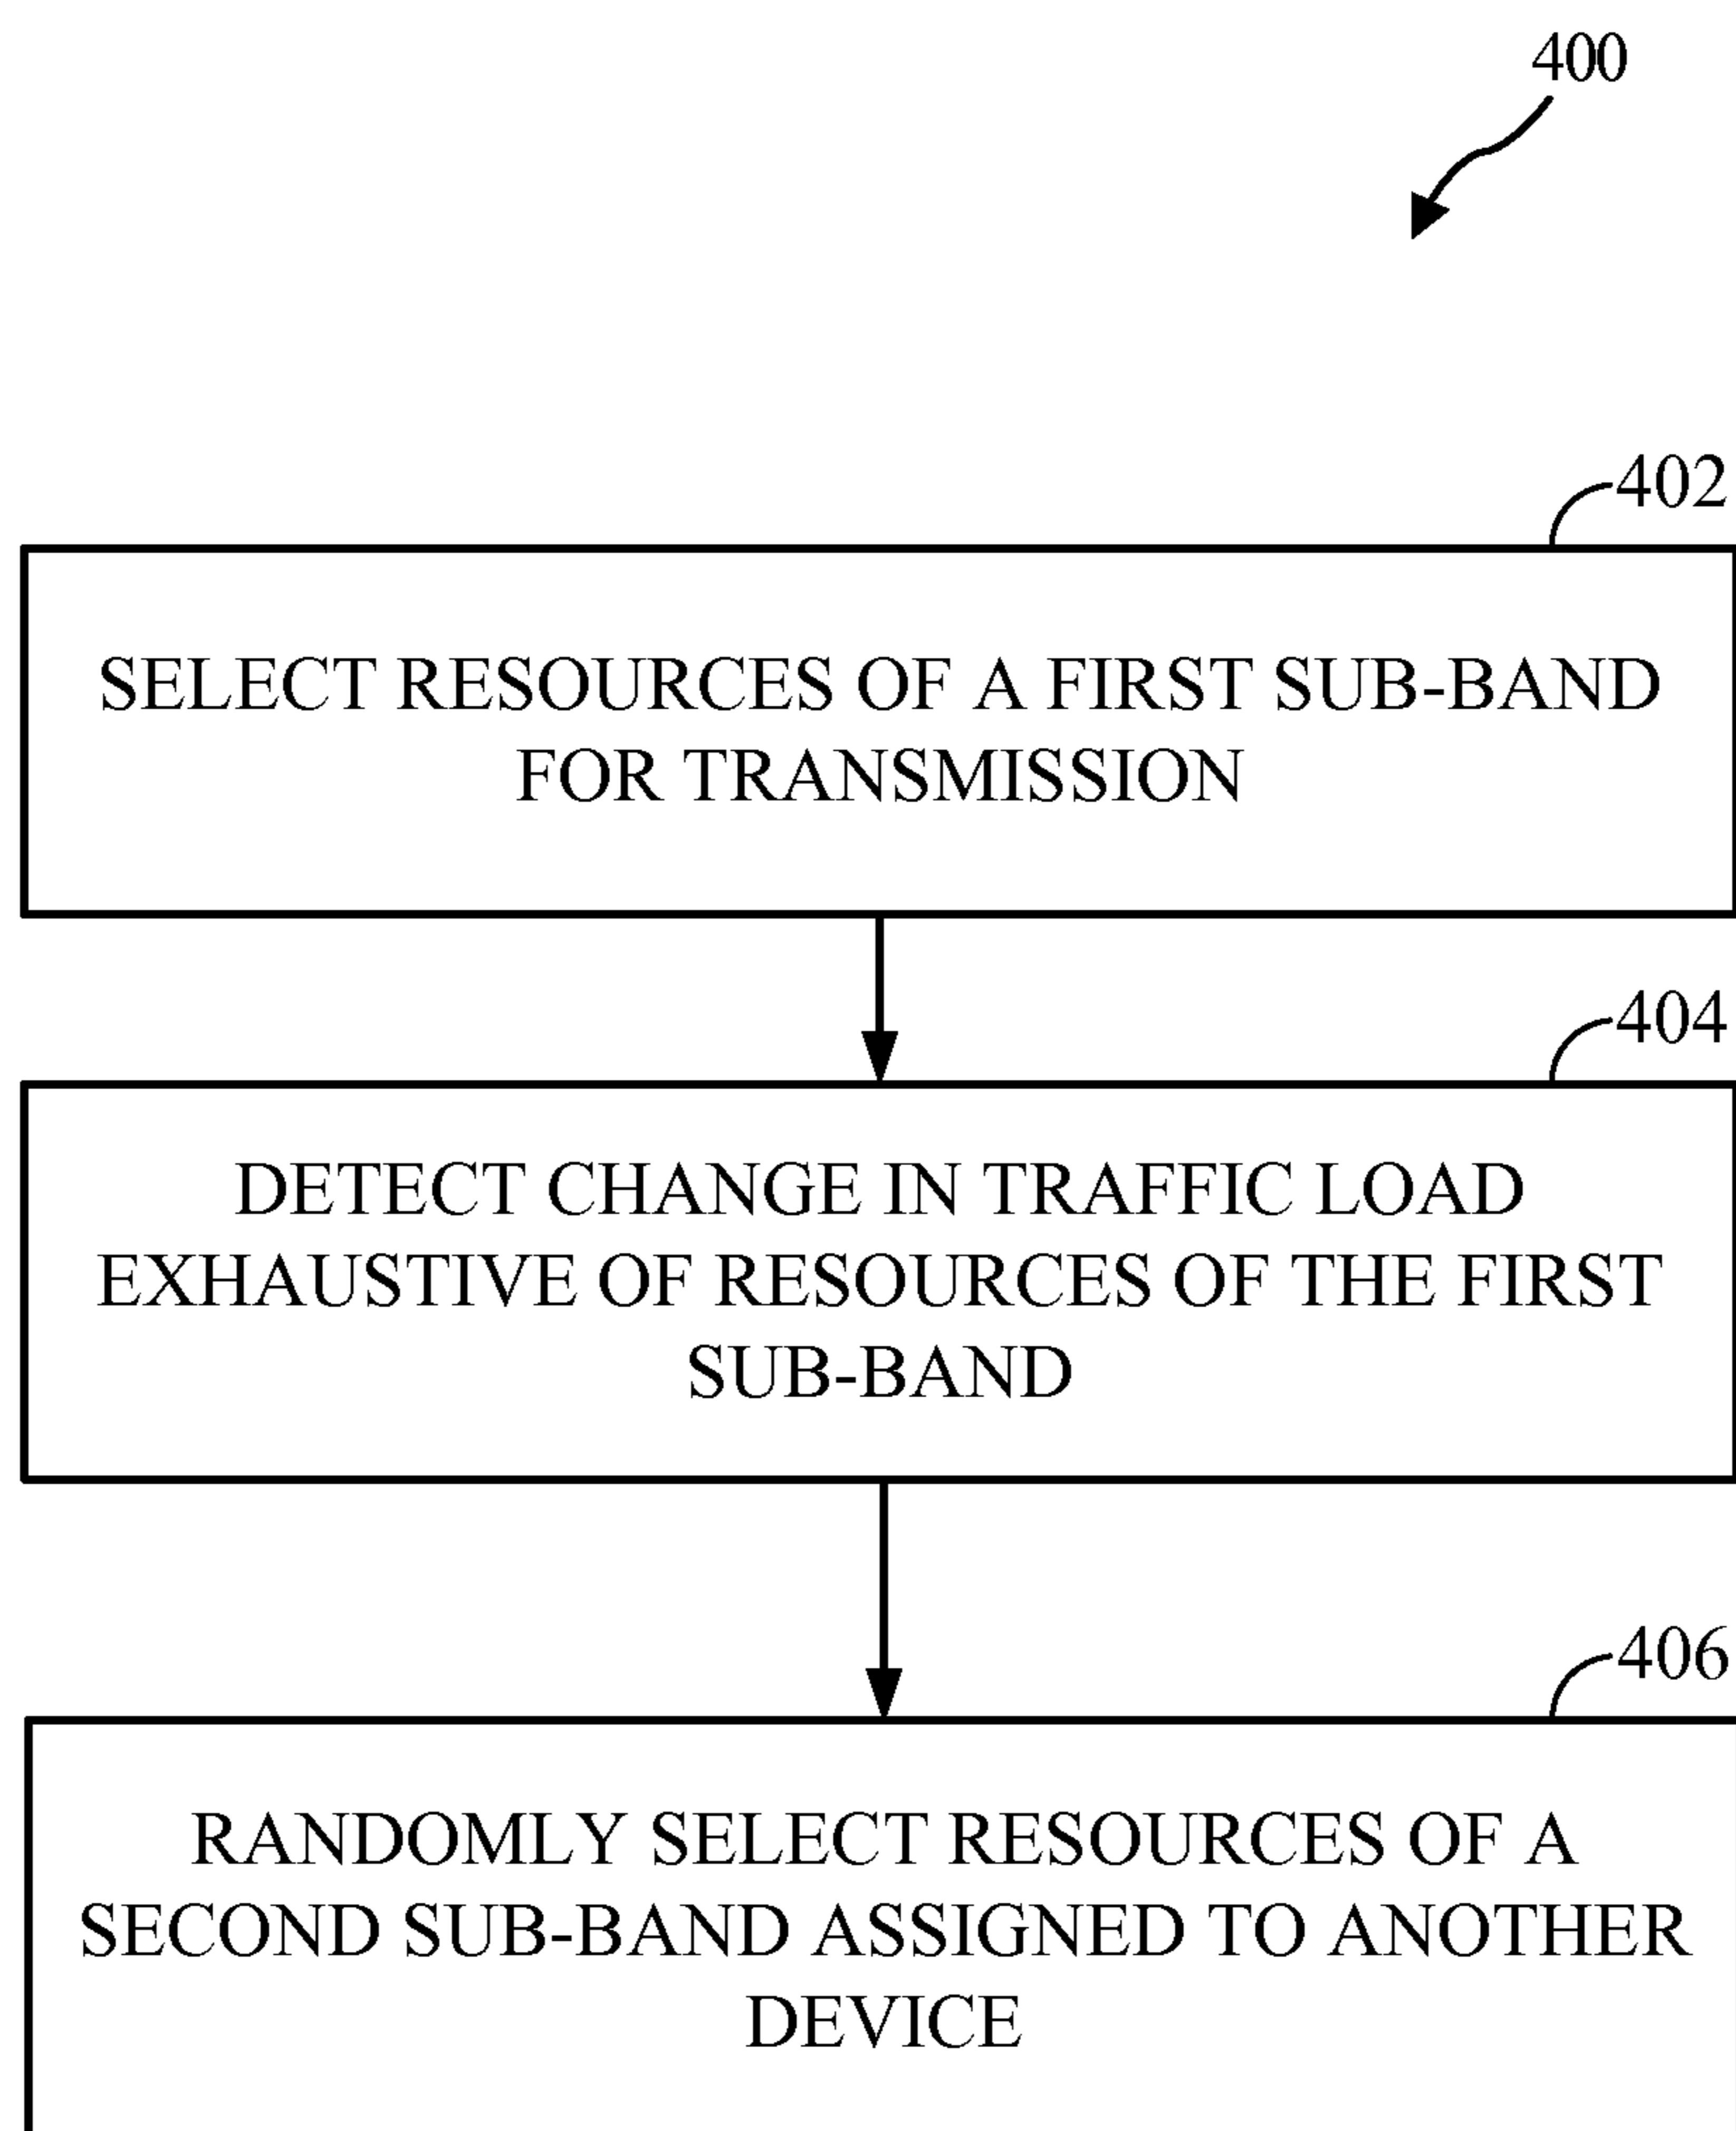 400
402
SELECT RESOURCES OF A FIRST SUB-BAND
FOR TRANSMISSION
404
DETECT CHANGE IN TRAFFIC LOAD
EXHAUSTIVE OF RESOURCES OF THE FIRST
SUB-BAND
406
RANDOMLY SELECT RESOURCES OF A
SECOND SUB-BAND ASSIGNED TO ANOTHER
DEVICE